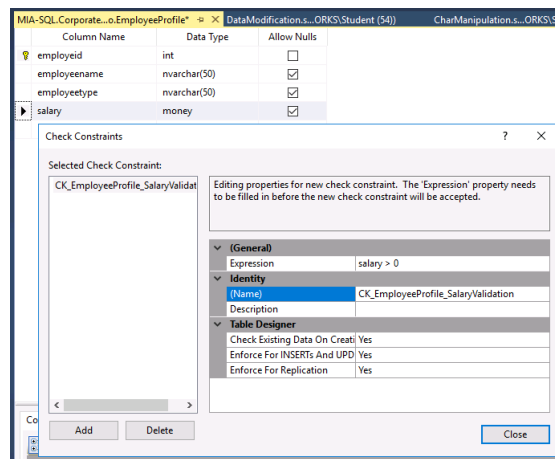 MIA-SQL.Corporate...o.EmployeeProfile* DataModification.s...ORKS\Student (54)) CharManipulation.s...ORKS\S
Column Name Data Type Allow Nulls
employeid int
employeename nvarchar(50)
employeetype nvarchar(50)
salary money
Check Constraints ? ×
Selected Check Constraint:
CK_EmployeeProfile_SalaryValidat
Editing properties for new check constraint. The 'Expression' property needs
to be filled in before the new check constraint will be accepted.
(General)
Expression salary > 0
Identity
(Name) CK_EmployeeProfile_SalaryValidation
Description
Table Designer
Check Existing Data On Creati Yes
Enforce For INSERTs And UPD Yes
Enforce For Replication Yes
Add Delete
Close
Co